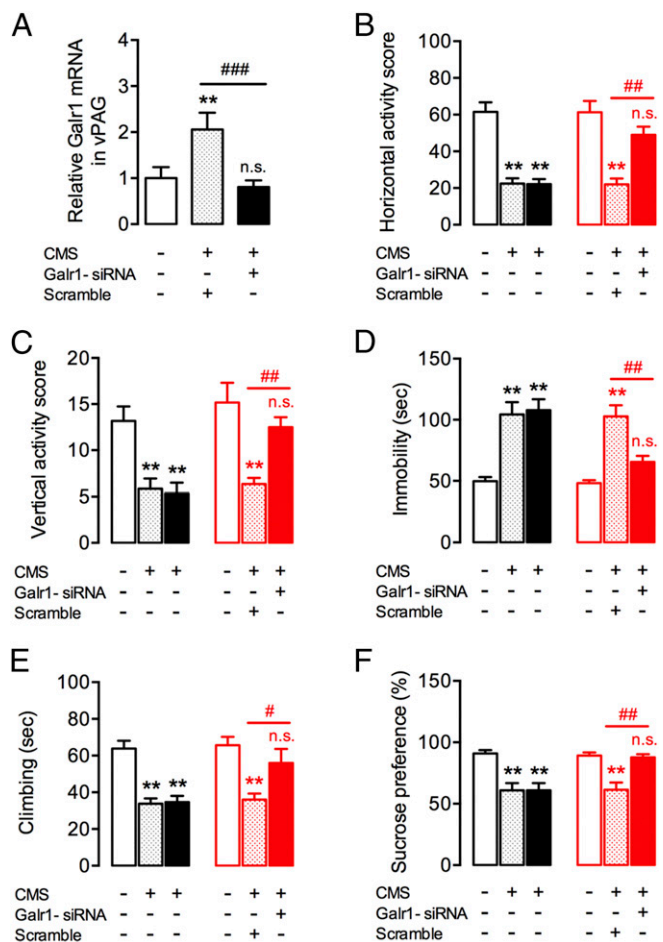 A
Relative Galr1 mRNA
in vPAG
4
3
2
1
0
###
**
n.s.
CMS - + +
Galr1- siRNA - - +
Scramble - + -
B
Horizontal activity score
80
60
40
20
0
** **
**
##
n.s.
CMS - + + - + +
Galr1- siRNA - - - - - +
Scramble - - - - + -
C
Vertical activity score
20
15
10
5
0
** **
**
##
n.s.
CMS - + + - + +
Galr1- siRNA - - - - - +
Scramble - - - - + -
D
Immobility (sec)
150
100
50
0
** **
**
##
n.s.
CMS - + + - + +
Galr1- siRNA - - - - - +
Scramble - - - - + -
E
Climbing (sec)
80
60
40
20
0
** **
**
#
n.s.
CMS - + + - + +
Galr1- siRNA - - - - - +
Scramble - - - - + -
F
Sucrose preference (%)
150
100
50
0
** **
**
##
n.s.
CMS - + + - + +
Galr1- siRNA - - - - - +
Scramble - - - - + -